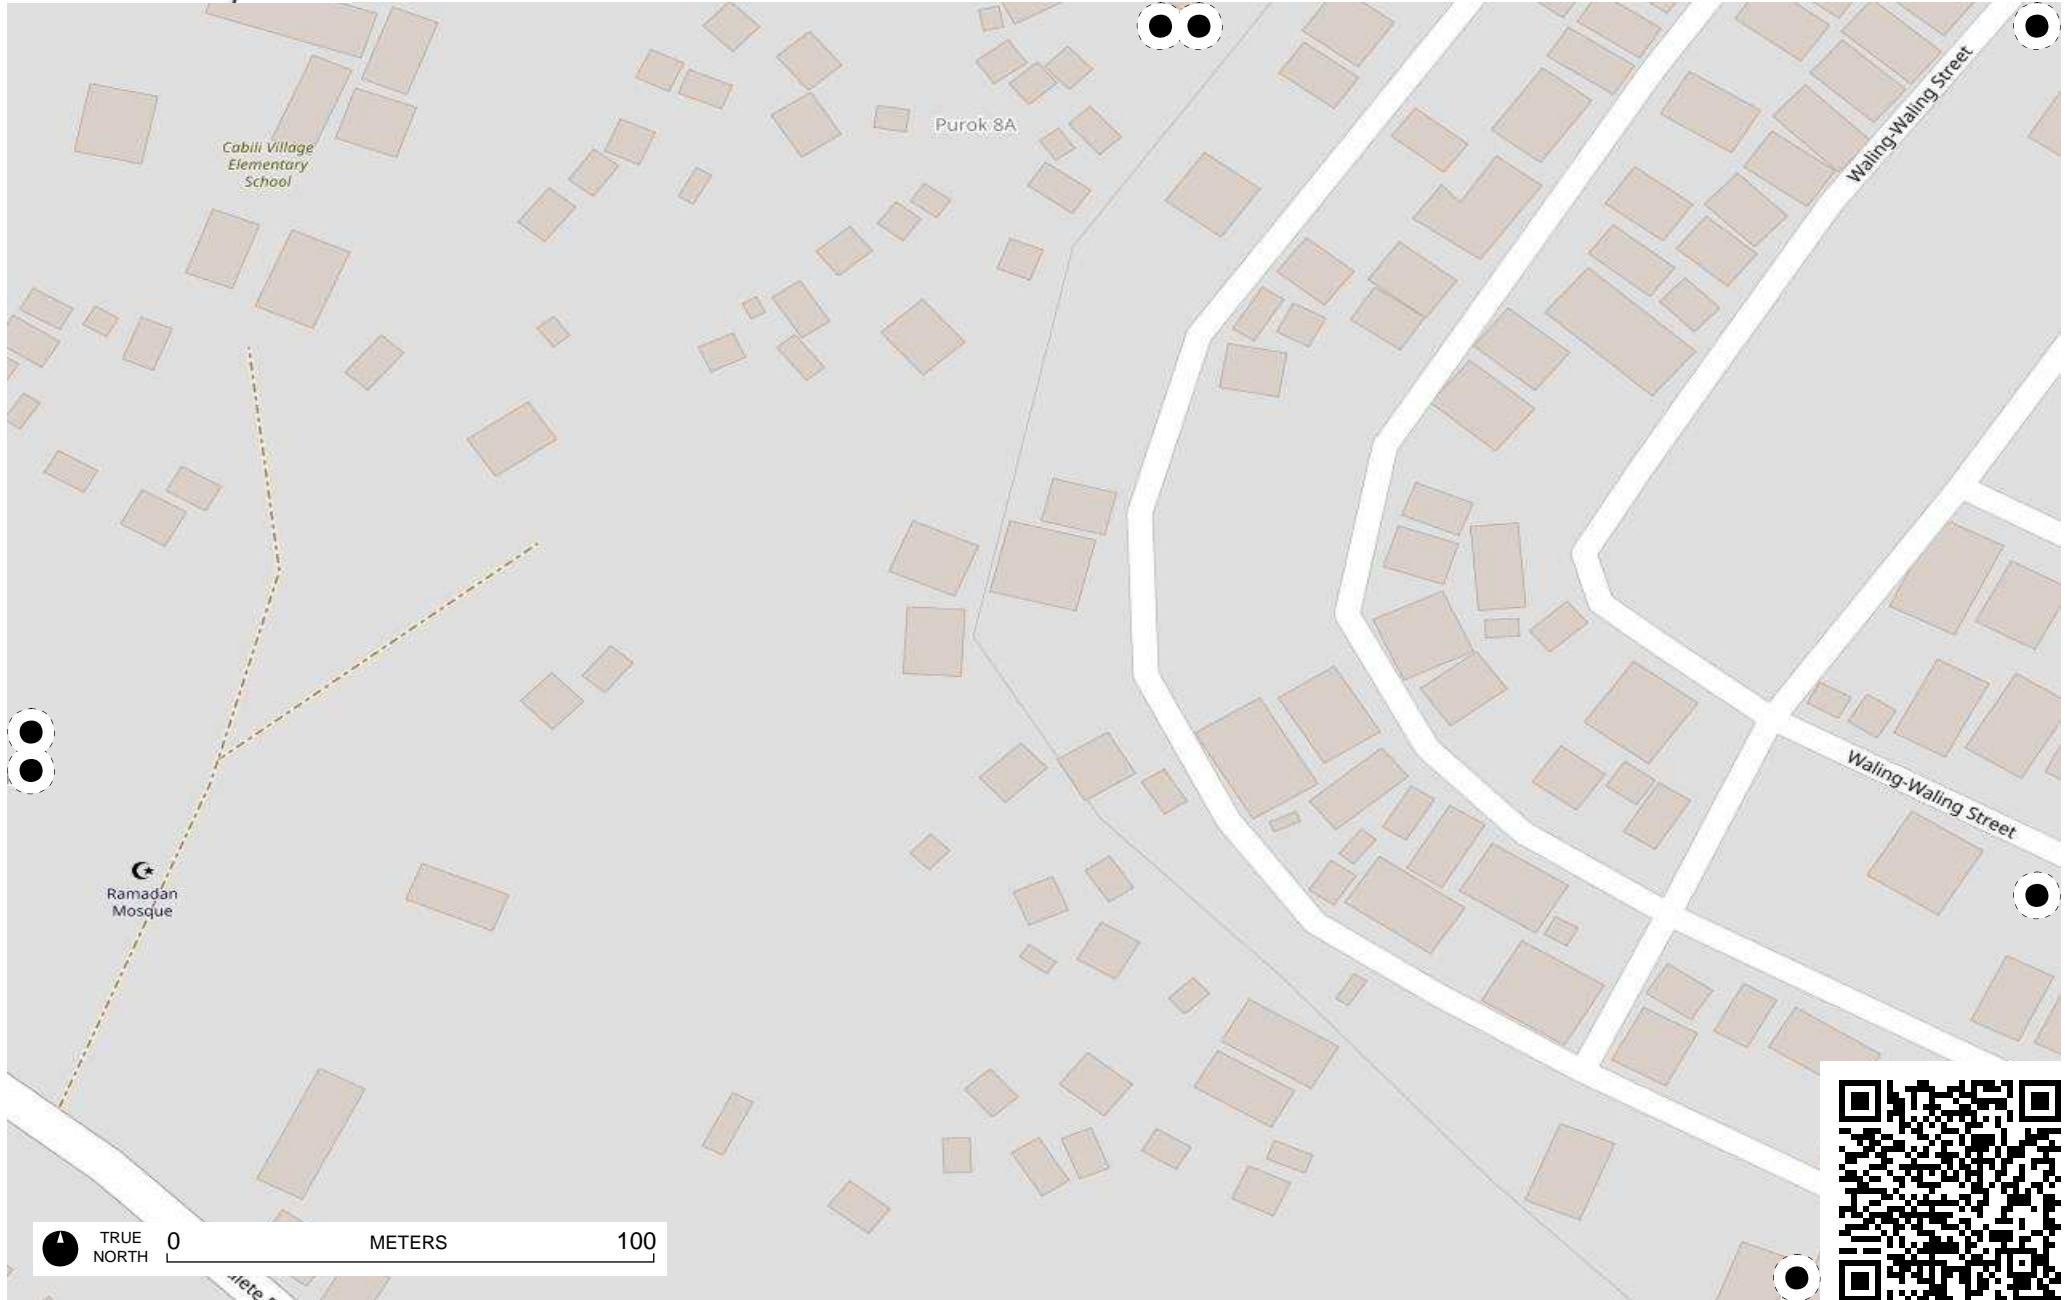 Purok 8A
Waling-Waling Street
Cabili Village
Elementary
School
Waling-Waling Street
Ramadan
Mosque
TRUE
NORTH
0
METERS
100